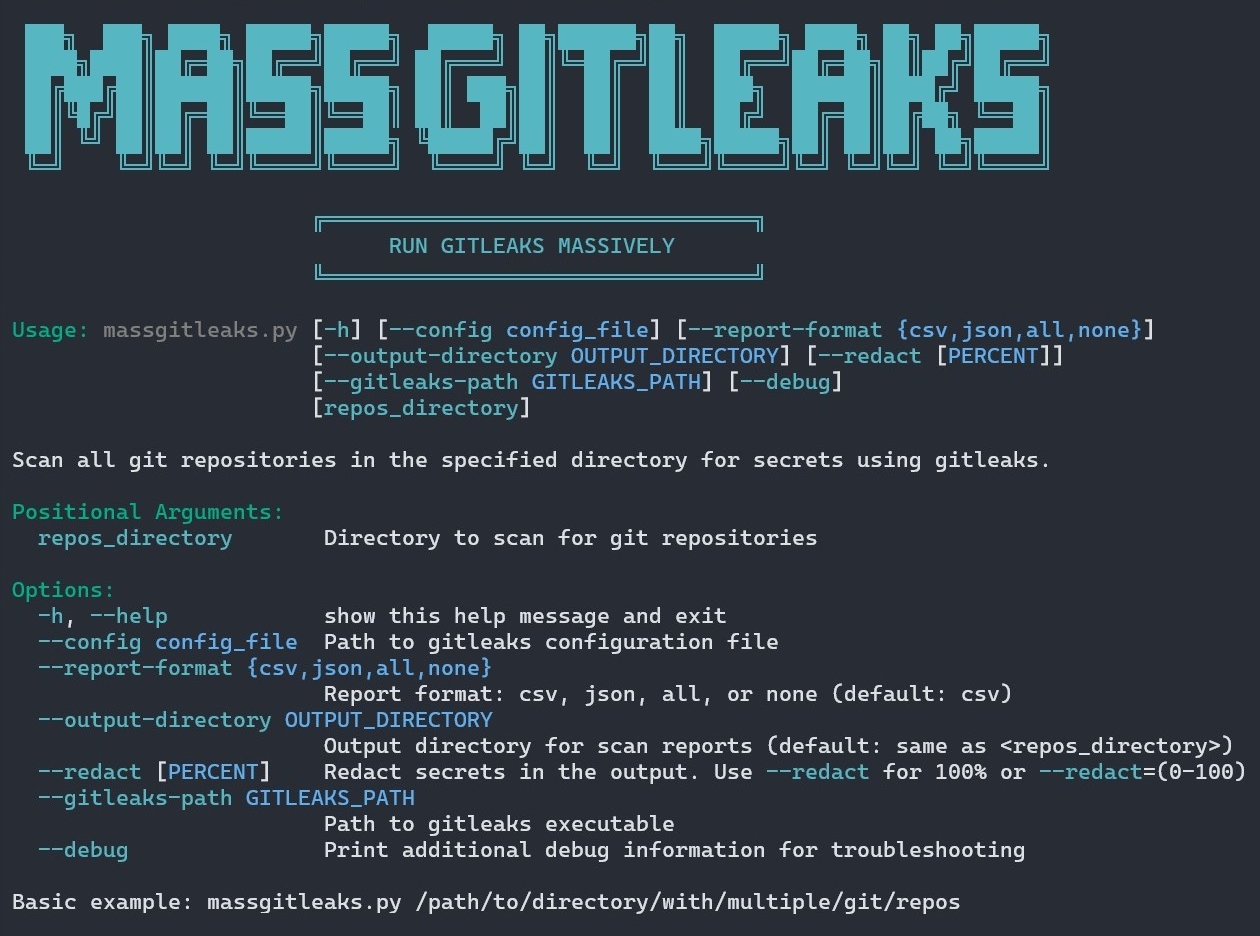 MASSGITLEAKS
RUN GITLEAKS MASSIVELY
Usage: massgitleaks.py [-h] [--config config_file] [--report-format {csv,json,all,none}]
[--output-directory OUTPUT_DIRECTORY] [--redact [PERCENT]]
[--gitleaks-path GITLEAKS_PATH] [--debug]
[repos_directory]
Scan all git repositories in the specified directory for secrets using gitleaks.
Positional Arguments:
repos_directory Directory to scan for git repositories
Options:
-h, --help show this help message and exit
--config config_file Path to gitleaks configuration file
--report-format {csv,json,all,none}
Report format: csv, json, all, or none (default: csv)
--output-directory OUTPUT_DIRECTORY
Output directory for scan reports (default: same as <repos_directory>)
--redact [PERCENT] Redact secrets in the output. Use --redact for 100% or --redact=(0-100)
--gitleaks-path GITLEAKS_PATH
Path to gitleaks executable
--debug Print additional debug information for troubleshooting
Basic example: massgitleaks.py /path/to/directory/with/multiple/git/repos